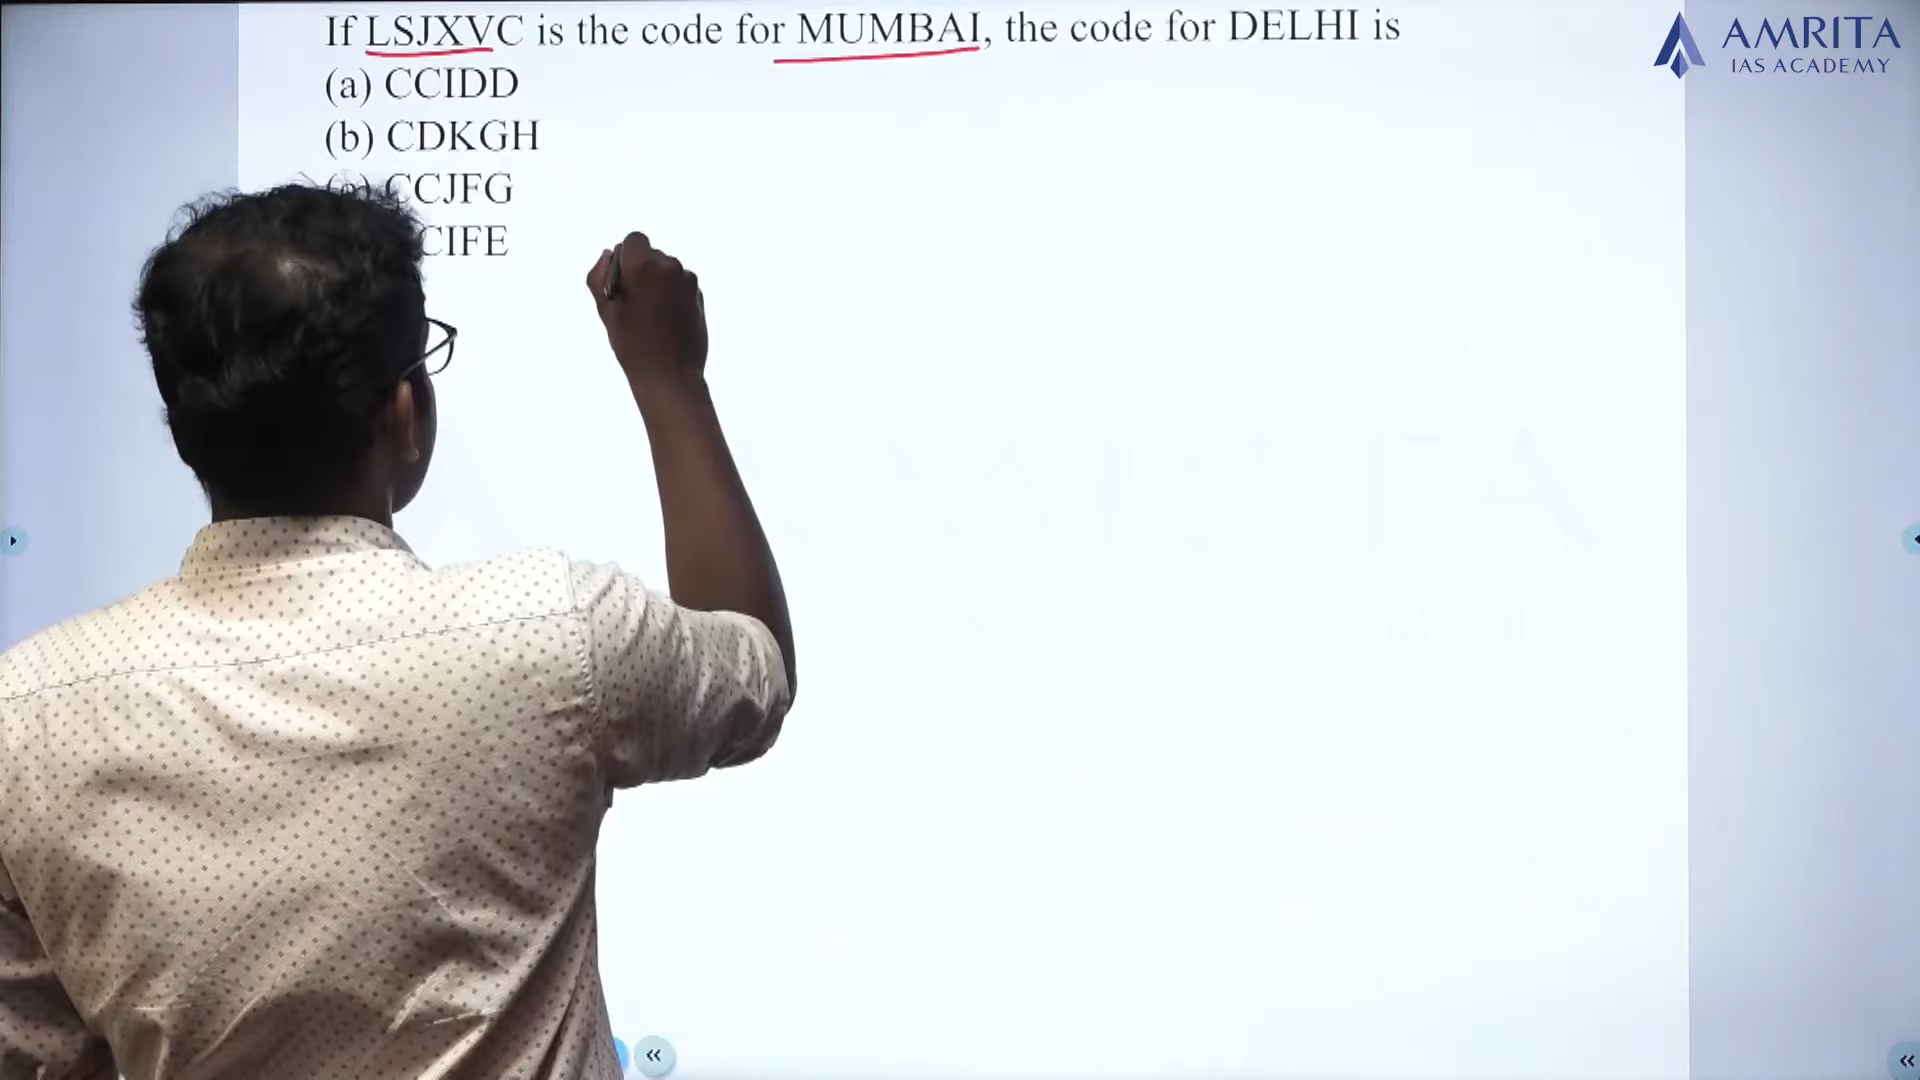 If LSJXVC is the code for MUMBAI, the code for DELHI is
(a) CCIDD
(b) CDKGH
CCJFG
CIFE
AMRITA
IAS ACADEMY
AMRITA